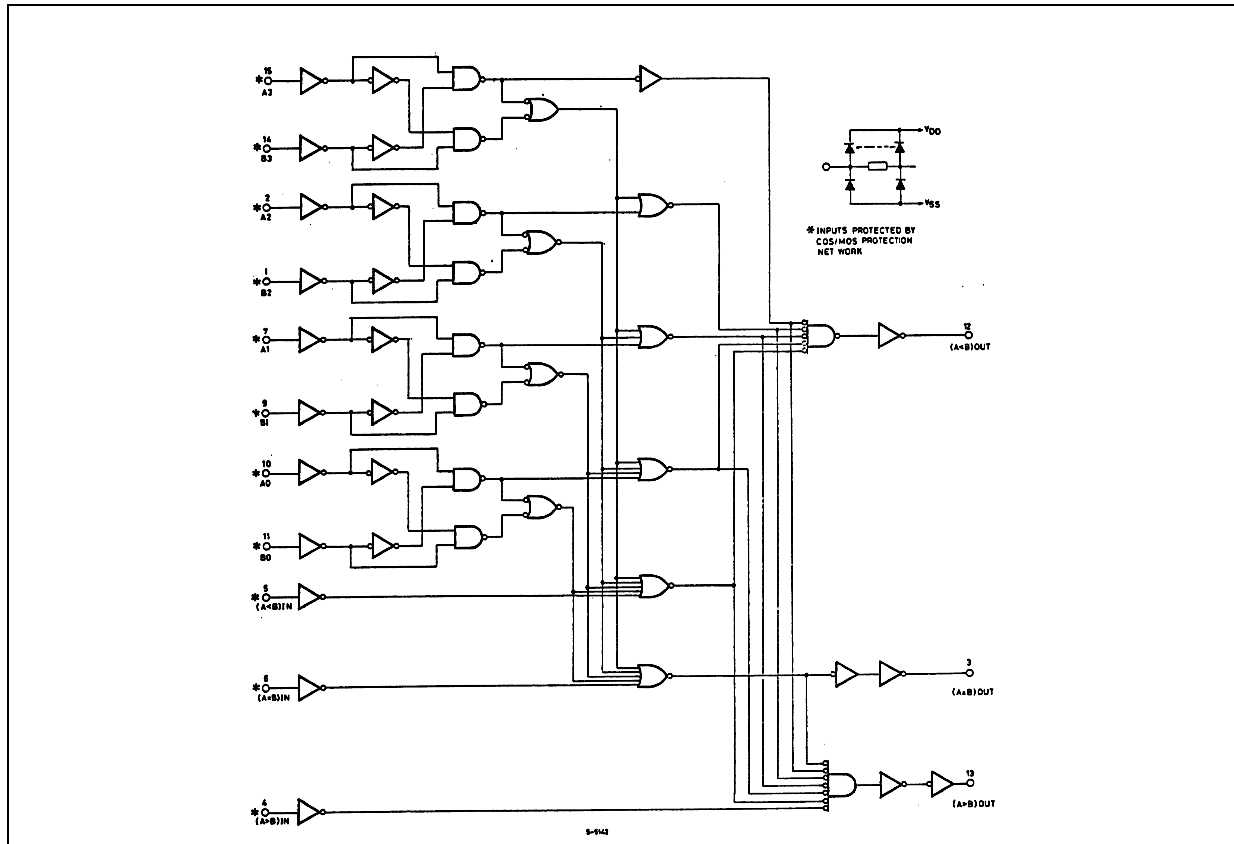 15
* A3
14
* B3
2
* A2
1
* B2
7
* A1
9
* B1
10
* A0
11
* B0
5
* (A<B)IN
6
* (A=B)IN
4
* (A>B)IN
VDD
VSS
* INPUTS PROTECTED BY
COS/MOS PROTECTION
NET WORK
12
(A<B)OUT
3
(A=B)OUT
13
(A>B)OUT
S-5142